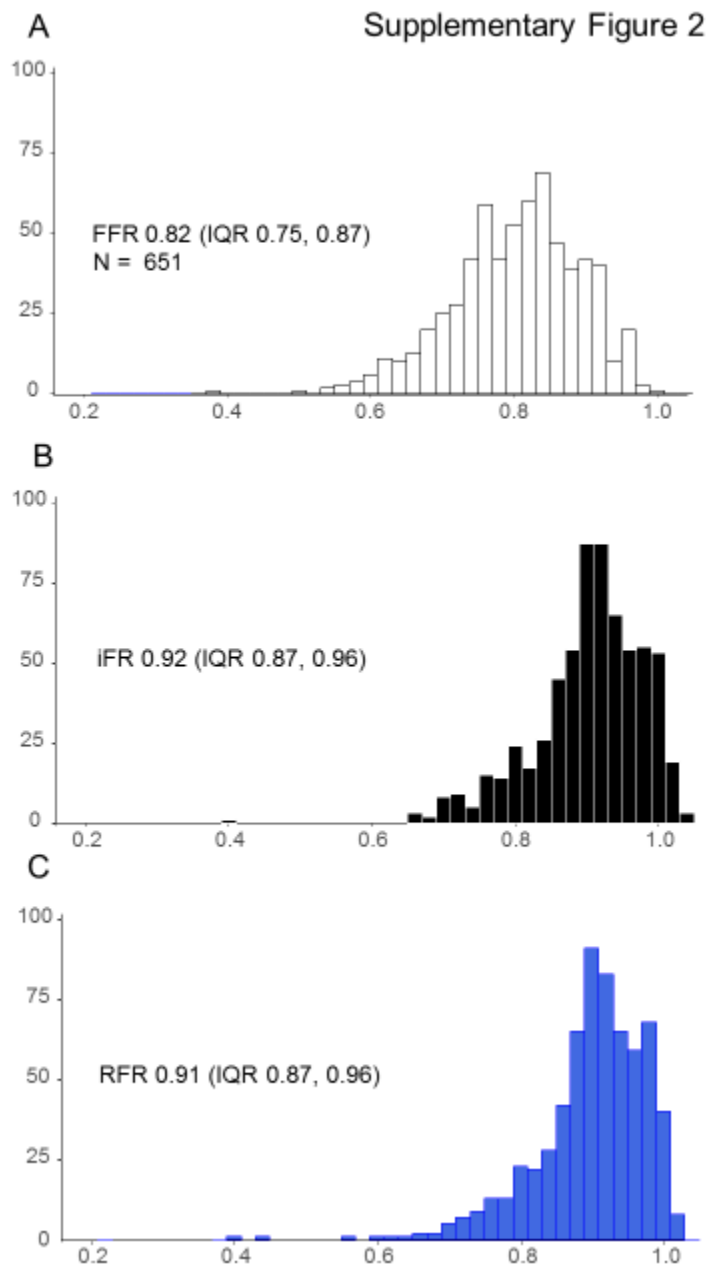 A
Supplementary Figure 2
100
75
50
25
0
FFR 0.82 (IQR 0.75, 0.87)
N = 651
0.2 0.4 0.6 0.8 1.0
B
100
75
50
25
0
iFR 0.92 (IQR 0.87, 0.96)
0.2 0.4 0.6 0.8 1.0
C
100
75
50
25
0
RFR 0.91 (IQR 0.87, 0.96)
0.2 0.4 0.6 0.8 1.0